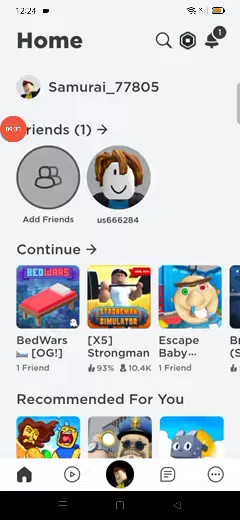 12:24
Home
1
Samurai_77805
Friends (1) →
Add Friends
us666284
Continue →
BEDWARS
STRONGMAN
SIMULATOR
BedWars
🛏 [OG!]
1 Friend
[X5]
Strongman
93% 10.4K
Escape
Baby...
1 Friend
Br
(S
Recommended For You